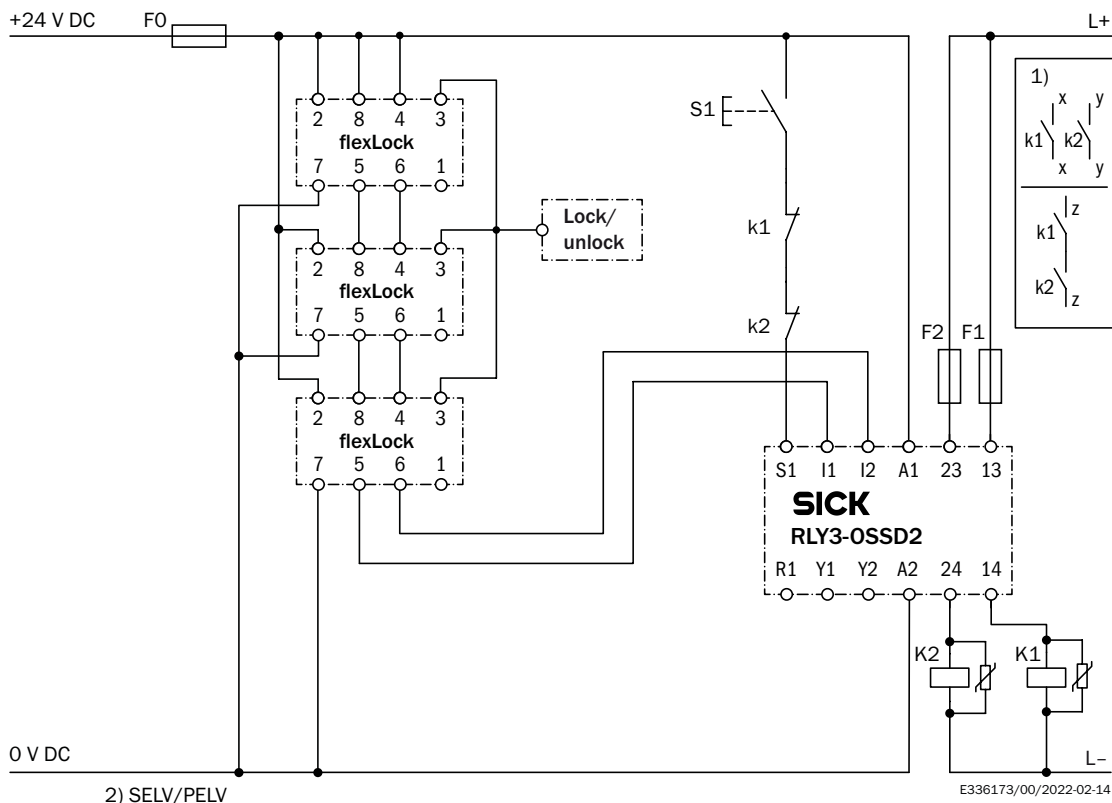 +24 V DC
F0
L+
2 8 4 3
flexLock
7 5 6 1
2 8 4 3
flexLock
7 5 6 1
2 8 4 3
flexLock
7 5 6 1
Lock/
unlock
S1
k1
k2
F2 F1
1)
x y
k1 k2
x y
z
k1
k2
z
S1 I1 I2 A1 23 13
SICK
RLY3-OSSD2
R1 Y1 Y2 A2 24 14
K2 K1
0 V DC
L–
2) SELV/PELV
E336173/00/2022-02-14